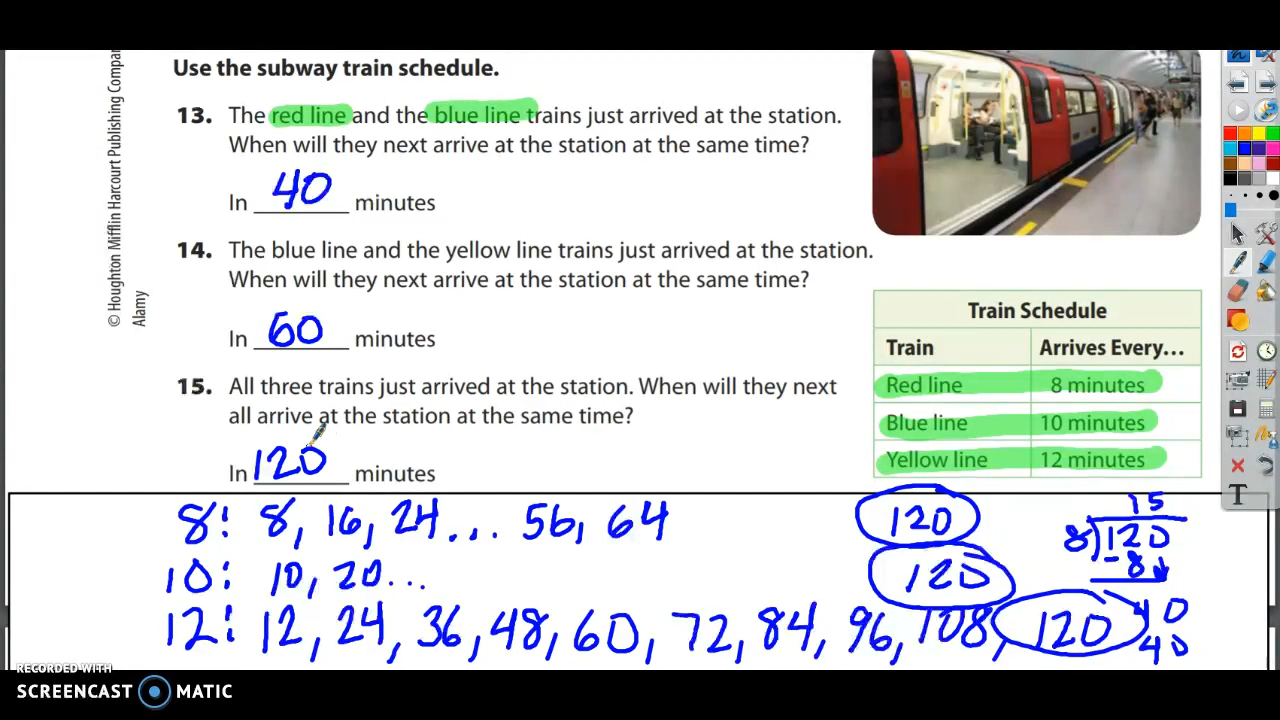 Use the subway train schedule.
13. The red line and the blue line trains just arrived at the station.
When will they next arrive at the station at the same time?
In 40 minutes
14. The blue line and the yellow line trains just arrived at the station.
When will they next arrive at the station at the same time?
In 60 minutes
15. All three trains just arrived at the station. When will they next
all arrive at the station at the same time?
In 120 minutes
© Houghton Mifflin Harcourt Publishing Compan
Alamy
Train Schedule
Train Arrives Every...
Red line 8 minutes
Blue line 10 minutes
Yellow line 12 minutes
8: 8, 16, 24... 56, 64 120
10: 10, 20... 120
12: 12, 24, 36, 48, 60, 72, 84, 96, 108, 120
15
8)120
-8
40
40
T
RECORDED WITH
SCREENCAST MATIC